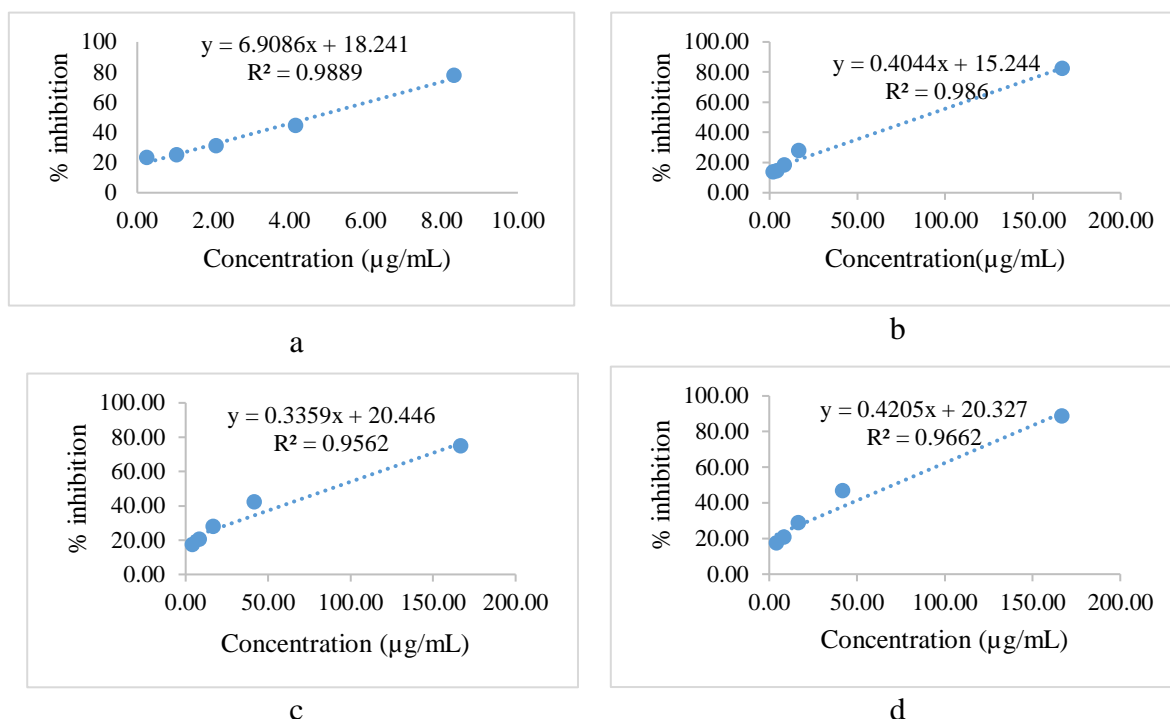 y = 6.9086x + 18.241
R² = 0.9889
100
80
60
40
20
0
% inhibition
0.00 2.00 4.00 6.00 8.00 10.00
Concentration (µg/mL)
a
y = 0.4044x + 15.244
R² = 0.986
100.00
80.00
60.00
40.00
20.00
0.00
% inhibition
0.00 50.00 100.00 150.00 200.00
Concentration(µg/mL)
b
y = 0.3359x + 20.446
R² = 0.9562
100.00
80.00
60.00
40.00
20.00
0.00
% inhibition
0.00 50.00 100.00 150.00 200.00
Concentration (µg/mL)
c
y = 0.4205x + 20.327
R² = 0.9662
100.00
80.00
60.00
40.00
20.00
0.00
% inhibition
0.00 50.00 100.00 150.00 200.00
Concentration (µg/mL)
d